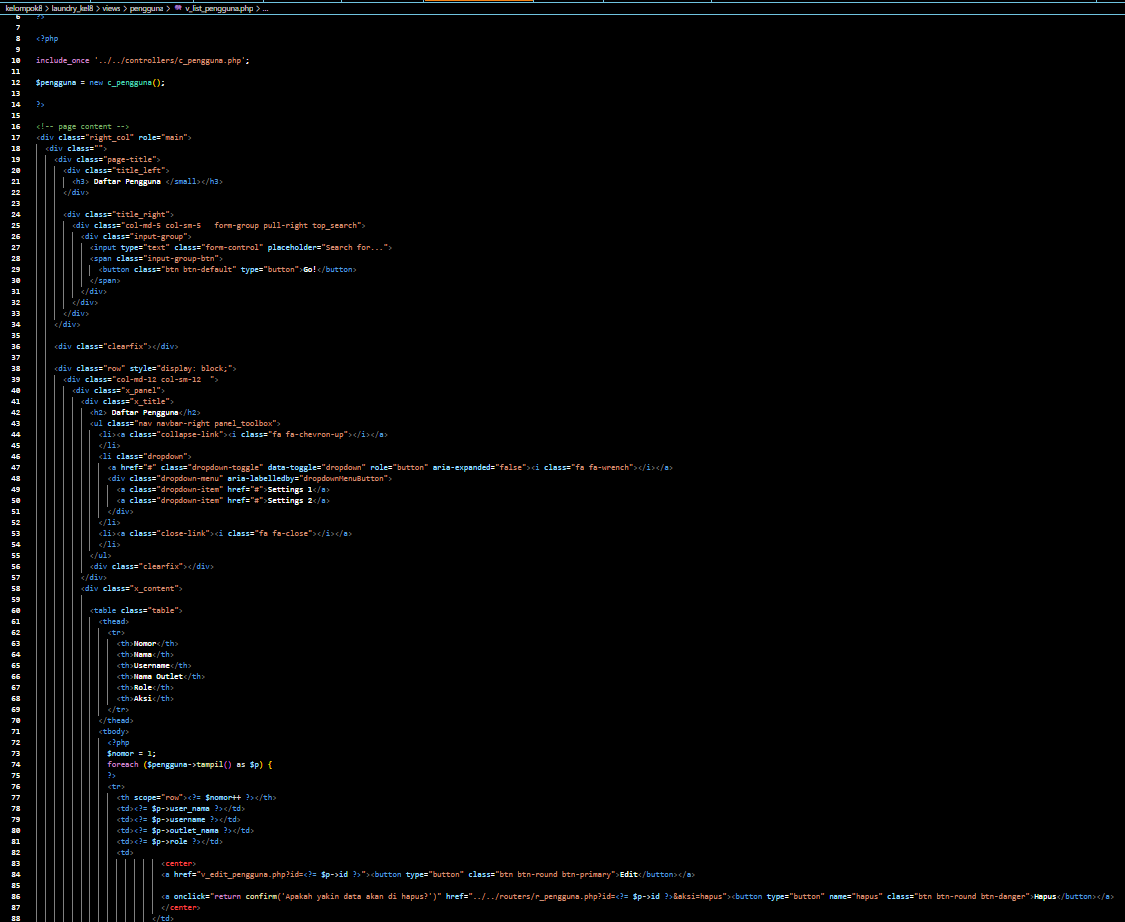 kelompok8 > laundry_kel8 > views > pengguna > v_list_pengguna.php > ...
6 ?>
7
8 <?php
9
10 include_once '../../controllers/c_pengguna.php';
11
12 $pengguna = new c_pengguna();
13
14 ?>
15
16 <!-- page content -->
17 <div class="right_col" role="main">
18 <div class="">
19 <div class="page-title">
20 <div class="title_left">
21 <h3> Daftar Pengguna </small></h3>
22 </div>
23
24 <div class="title_right">
25 <div class="col-md-5 col-sm-5   form-group pull-right top_search">
26 <div class="input-group">
27 <input type="text" class="form-control" placeholder="Search for...">
28 <span class="input-group-btn">
29 <button class="btn btn-default" type="button">Go!</button>
30 </span>
31 </div>
32 </div>
33 </div>
34 </div>
35
36 <div class="clearfix"></div>
37
38 <div class="row" style="display: block;">
39 <div class="col-md-12 col-sm-12  ">
40 <div class="x_panel">
41 <div class="x_title">
42 <h2> Daftar Pengguna</h2>
43 <ul class="nav navbar-right panel_toolbox">
44 <li><a class="collapse-link"><i class="fa fa-chevron-up"></i></a>
45 </li>
46 <li class="dropdown">
47 <a href="#" class="dropdown-toggle" data-toggle="dropdown" role="button" aria-expanded="false"><i class="fa fa-wrench"></i></a>
48 <div class="dropdown-menu" aria-labelledby="dropdownMenuButton">
49 <a class="dropdown-item" href="#">Settings 1</a>
50 <a class="dropdown-item" href="#">Settings 2</a>
51 </div>
52 </li>
53 <li><a class="close-link"><i class="fa fa-close"></i></a>
54 </li>
55 </ul>
56 <div class="clearfix"></div>
57 </div>
58 <div class="x_content">
59
60 <table class="table">
61 <thead>
62 <tr>
63 <th>Nomor</th>
64 <th>Nama</th>
65 <th>Username</th>
66 <th>Nama Outlet</th>
67 <th>Role</th>
68 <th>Aksi</th>
69 </tr>
70 </thead>
71 <tbody>
72 <?php
73 $nomor = 1;
74 foreach ($pengguna->tampil() as $p) {
75 ?>
76 <tr>
77 <th scope="row"><?= $nomor++ ?></th>
78 <td><?= $p->user_nama ?></td>
79 <td><?= $p->username ?></td>
80 <td><?= $p->outlet_nama ?></td>
81 <td><?= $p->role ?></td>
82 <td>
83 <center>
84 <a href="v_edit_pengguna.php?id=<?= $p->id ?>"><button type="button" class="btn btn-round btn-primary">Edit</button></a>
85
86 <a onclick="return confirm('Apakah yakin data akan di hapus?')" href="../../routers/r_pengguna.php?id=<?= $p->id ?>&aksi=hapus"><button type="button" name="hapus" class="btn btn-round btn-danger">Hapus</button></a>
87 </center>
88 </td>